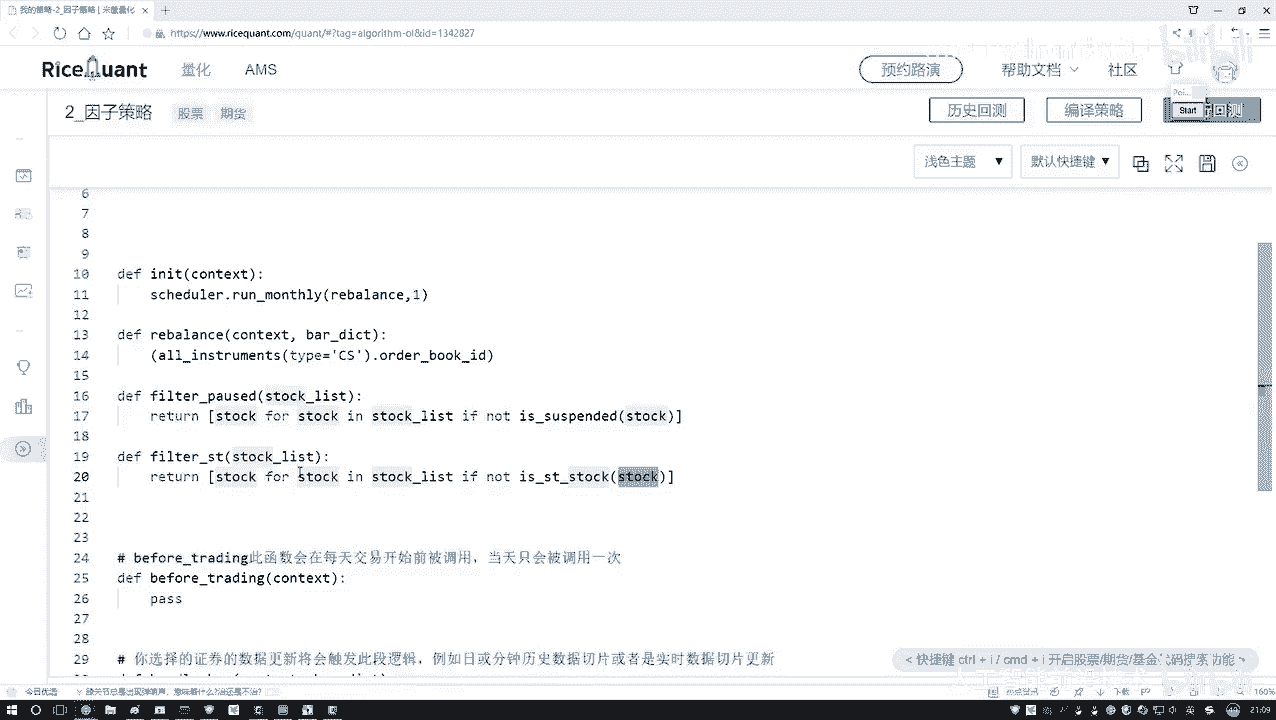 我的策略-2_因子策略
https://www.ricequant.com/quant/#?tag=algorithm-ol&id=1342827
RiceQuant 量化 AMS 预约路演 帮助文档 社区
2_因子策略 股票 期货 历史回测 编译策略 Start
浅色主题 默认快捷键
6
7
8
9
10 def init(context):
11 scheduler.run_monthly(rebalance,1)
12
13 def rebalance(context, bar_dict):
14 (all_instruments(type='CS').order_book_id)
15
16 def filter_paused(stock_list):
17 return [stock for stock in stock_list if not is_suspended(stock)]
18
19 def filter_st(stock_list):
20 return [stock for stock in stock_list if not is_st_stock(stock)]
21
22
23
24 # before_trading此函数会在每天交易开始前被调用，当天只会被调用一次
25 def before_trading(context):
26 pass
27
28
29 # 你选择的证券的数据更新将会触发此段逻辑，例如日或分钟历史数据切片或者是实时数据切片更新
< 快捷键 ctrl + i / cmd + i 开启股票/期货/基金
今日优选
下载
160%
21:09